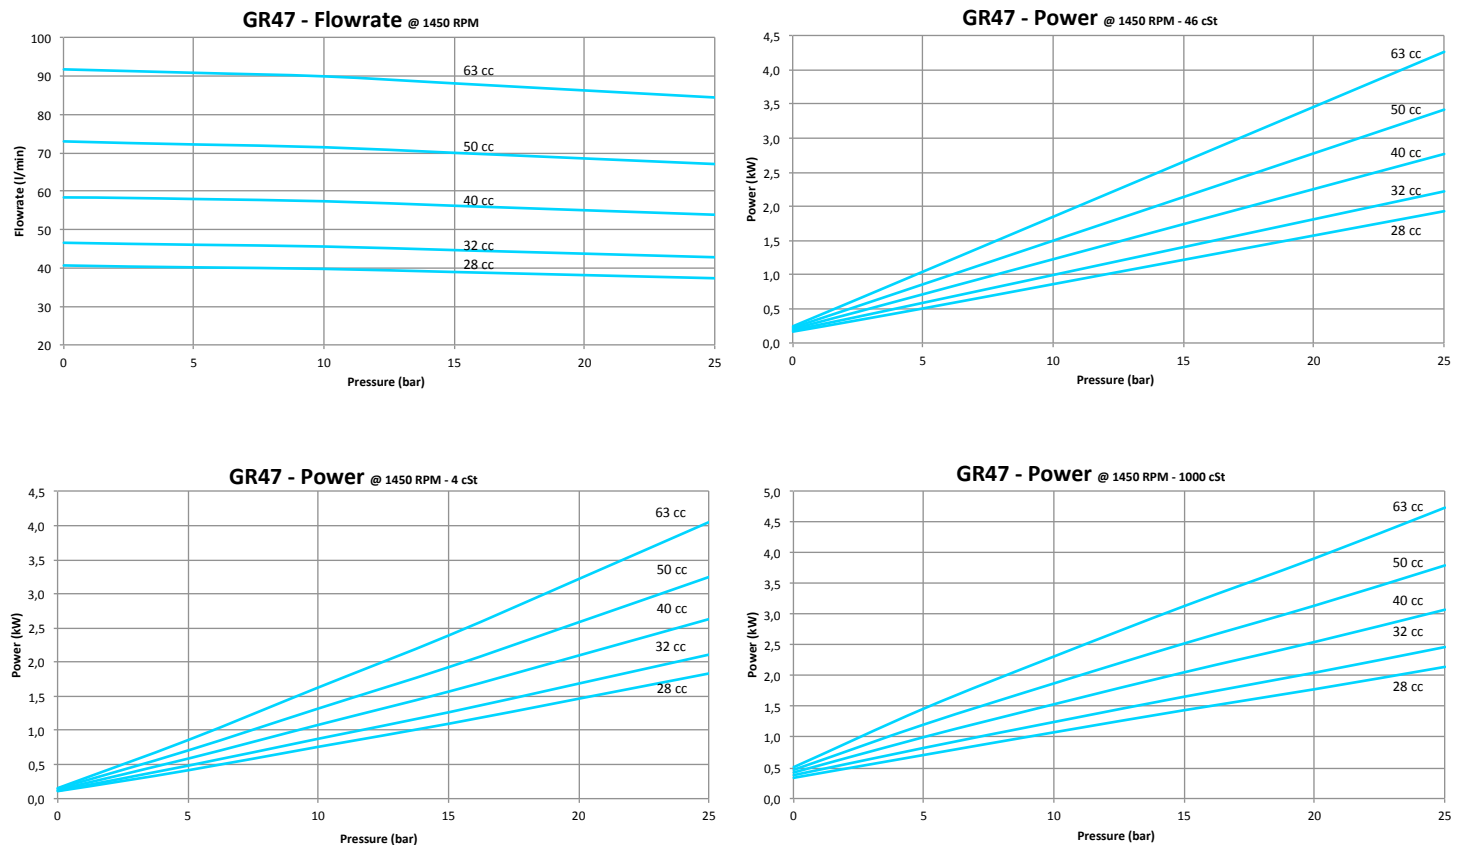 GR47 - Flowrate @ 1450 RPM
100
90
80
70
60
50
40
30
20
0
5
10
15
20
25
Flowrate (l/min)
Pressure (bar)
63 cc
50 cc
40 cc
32 cc
28 cc
GR47 - Power @ 1450 RPM - 46 cSt
4,5
4,0
3,5
3,0
2,5
2,0
1,5
1,0
0,5
0,0
0
5
10
15
20
25
Power (kW)
Pressure (bar)
63 cc
50 cc
40 cc
32 cc
28 cc
GR47 - Power @ 1450 RPM - 4 cSt
4,5
4,0
3,5
3,0
2,5
2,0
1,5
1,0
0,5
0,0
0
5
10
15
20
25
Power (kW)
Pressure (bar)
63 cc
50 cc
40 cc
32 cc
28 cc
GR47 - Power @ 1450 RPM - 1000 cSt
5,0
4,5
4,0
3,5
3,0
2,5
2,0
1,5
1,0
0,5
0,0
0
5
10
15
20
25
Power (kW)
Pressure (bar)
63 cc
50 cc
40 cc
32 cc
28 cc